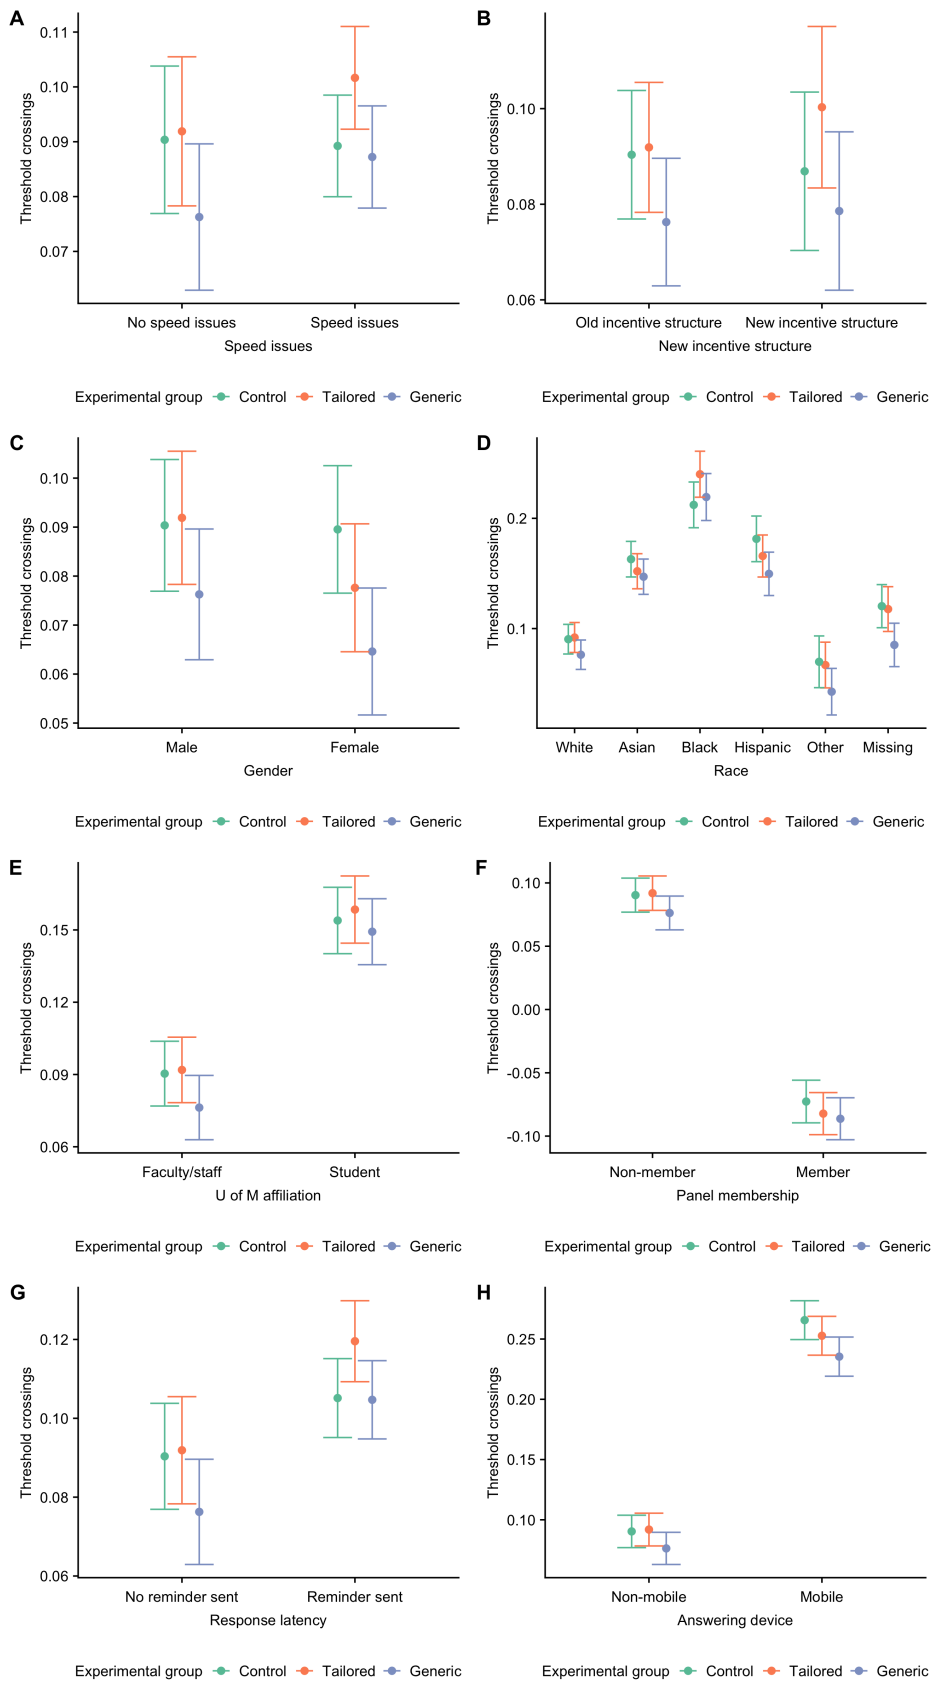 A
Threshold crossings
0.11
0.10
0.09
0.08
0.07
No speed issues Speed issues
Speed issues
Experimental group Control Tailored Generic
B
Threshold crossings
0.10
0.08
0.06
Old incentive structure New incentive structure
New incentive structure
Experimental group Control Tailored Generic
C
Threshold crossings
0.10
0.09
0.08
0.07
0.06
0.05
Male Female
Gender
Experimental group Control Tailored Generic
D
Threshold crossings
0.2
0.1
White Asian Black Hispanic Other Missing
Race
Experimental group Control Tailored Generic
E
Threshold crossings
0.15
0.12
0.09
0.06
Faculty/staff Student
U of M affiliation
Experimental group Control Tailored Generic
F
Threshold crossings
0.10
0.05
0.00
-0.05
-0.10
Non-member Member
Panel membership
Experimental group Control Tailored Generic
G
Threshold crossings
0.12
0.10
0.08
0.06
No reminder sent Reminder sent
Response latency
Experimental group Control Tailored Generic
H
Threshold crossings
0.25
0.20
0.15
0.10
Non-mobile Mobile
Answering device
Experimental group Control Tailored Generic